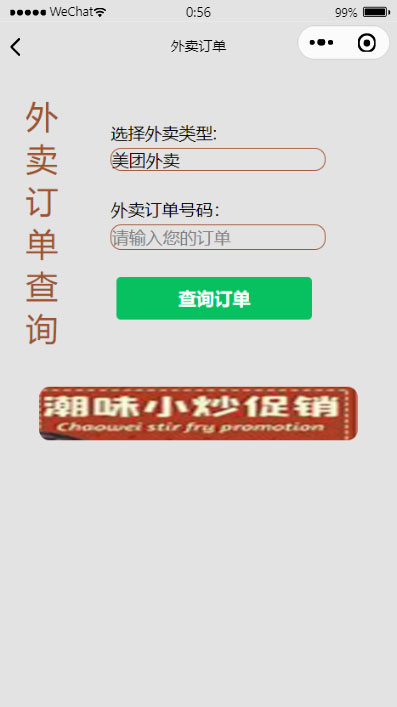 WeChat 0:56 99%
外卖订单
外卖订单查询
选择外卖类型:
美团外卖
外卖订单号码：
请输入您的订单
查询订单
潮味小炒促销
Chaowei stir fry promotion